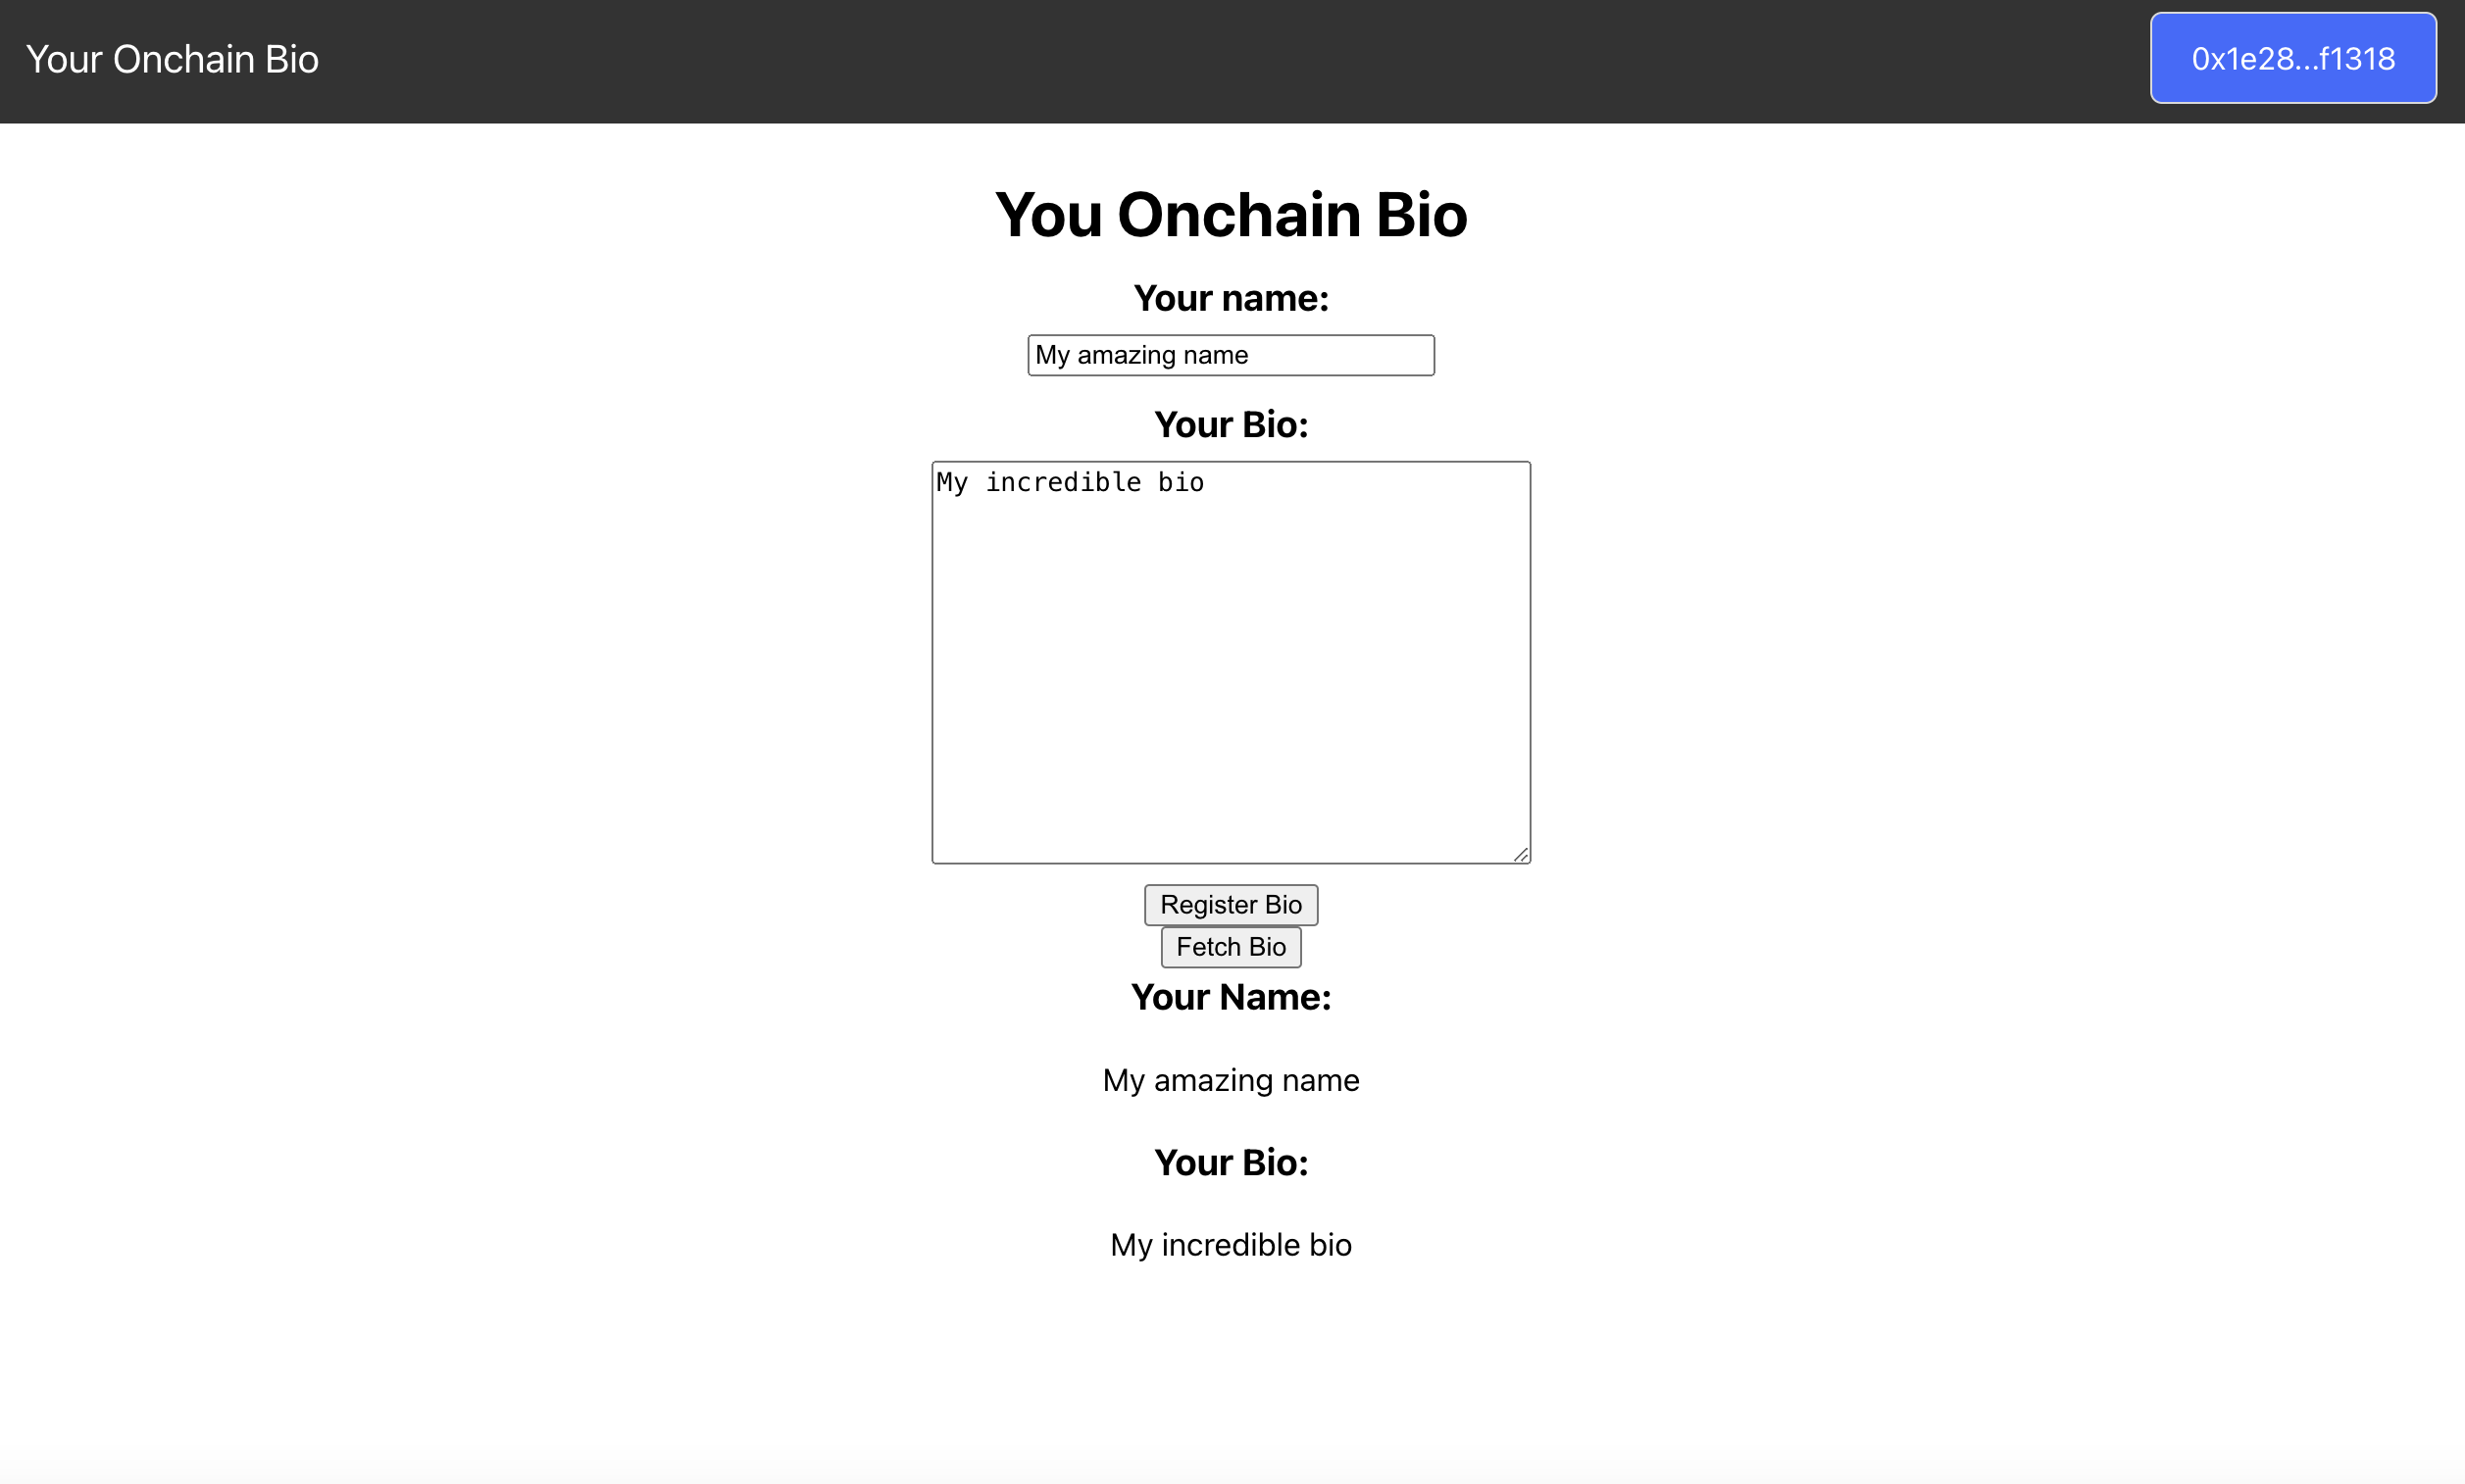 Your Onchain Bio
0x1e28...f1318
You Onchain Bio
Your name:
My amazing name
Your Bio:
My incredible bio
Register Bio
Fetch Bio
Your Name:
My amazing name
Your Bio:
My incredible bio